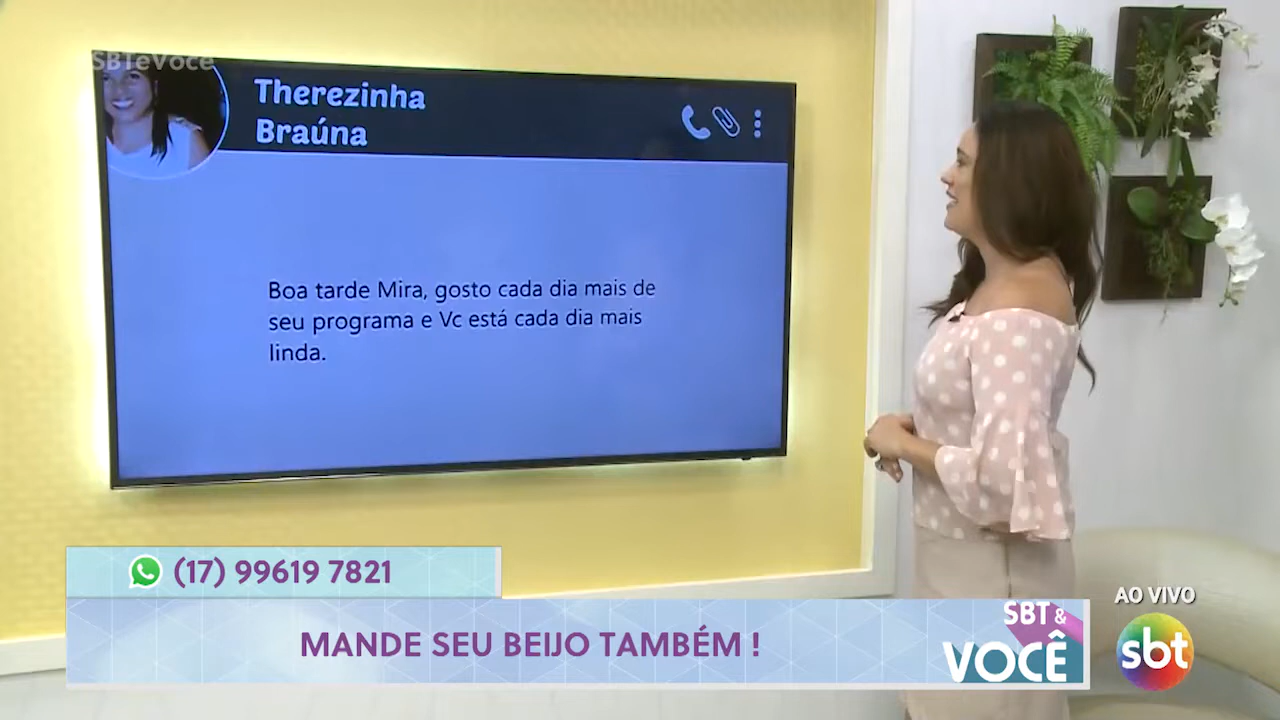 SBTeVoce
Therezinha
Braúna
Boa tarde Mira, gosto cada dia mais de
seu programa e Vc está cada dia mais
linda.
(17) 99619 7821
MANDE SEU BEIJO TAMBÉM !
SBT &
VOCÊ
AO VIVO
sbt